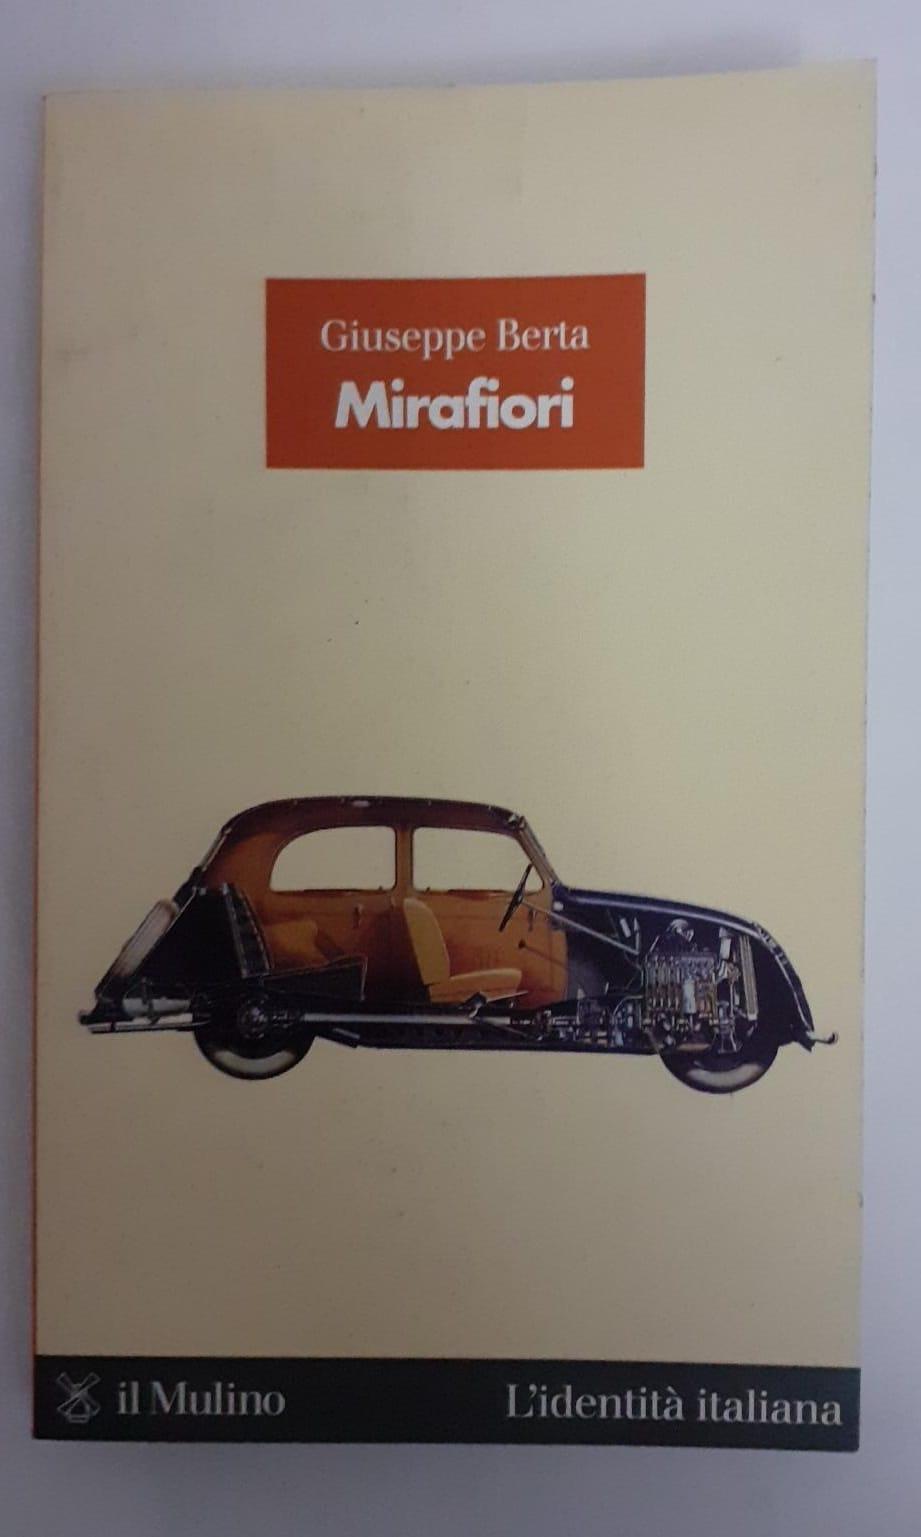 Giuseppe Berta
Mirafiori
il Mulino
L'identità italiana